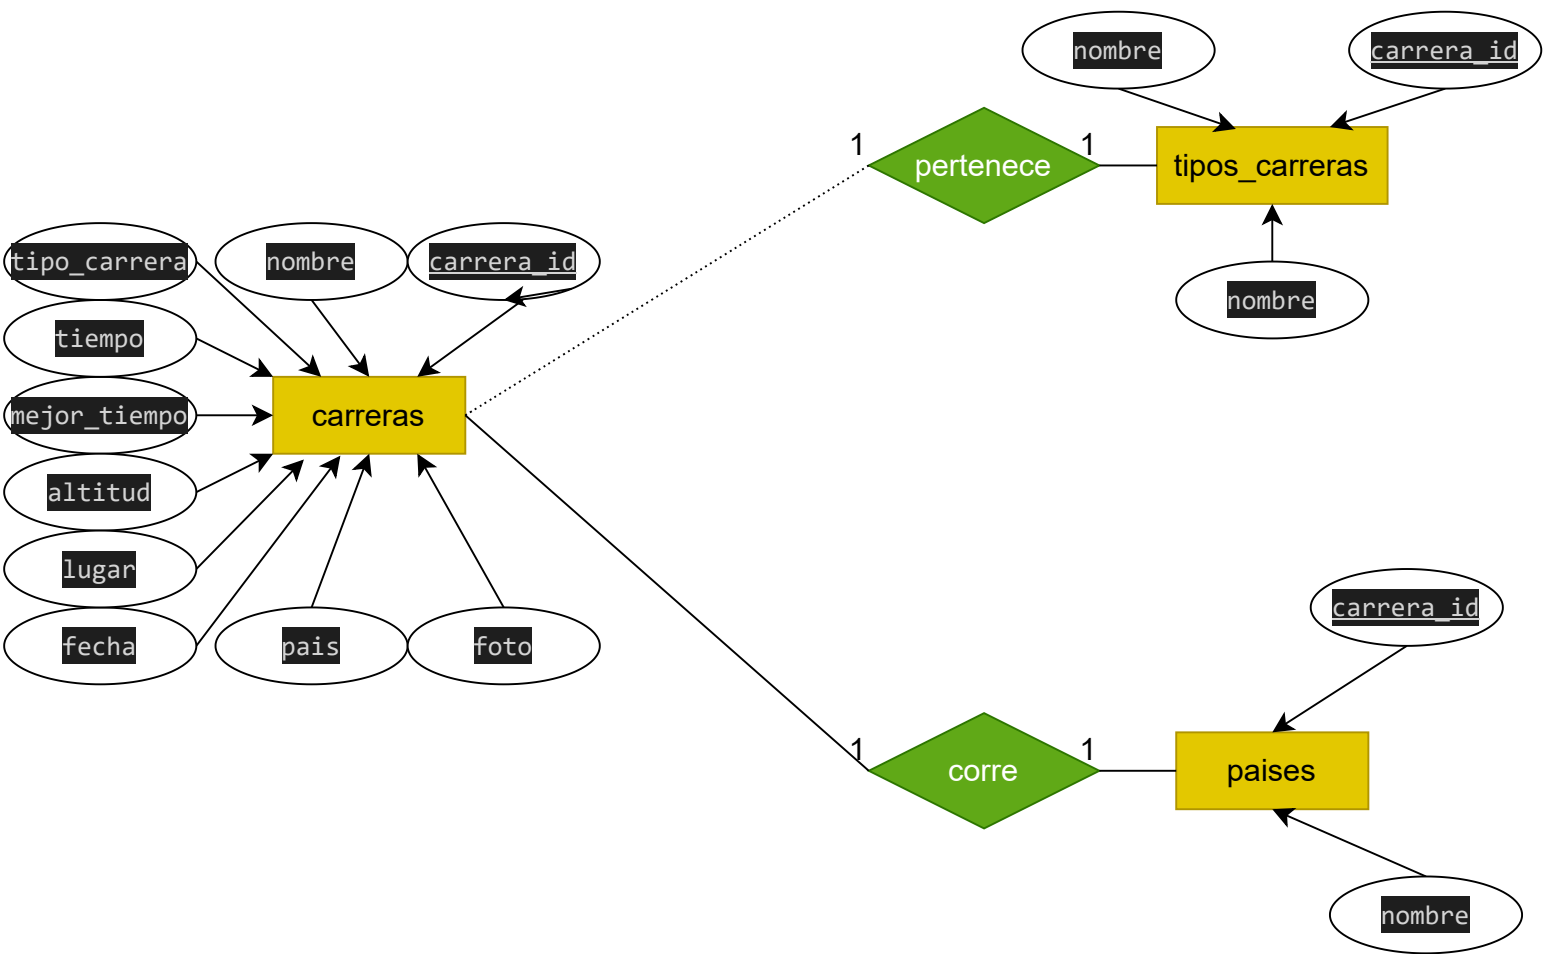 nombre
carrera_id
1
pertenece
1
tipos_carreras
tipo_carrera
nombre
carrera_id
nombre
tiempo
mejor_tiempo
carreras
altitud
lugar
carrera_id
fecha
pais
foto
1
corre
1
paises
nombre